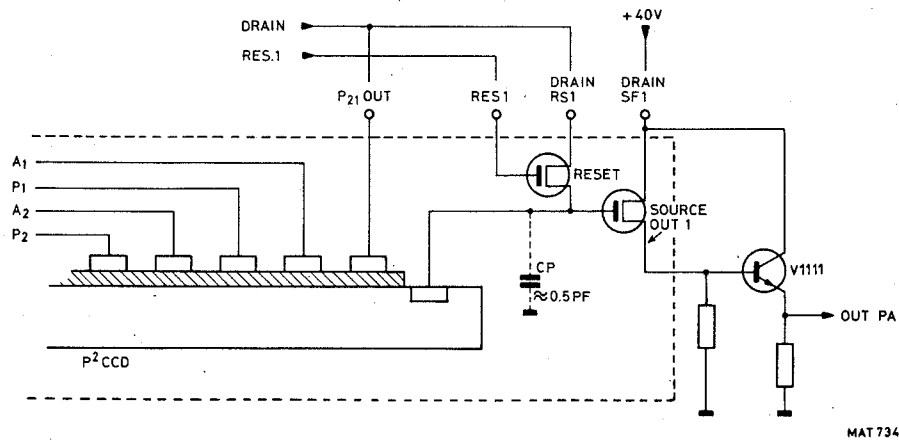 +40V
DRAIN
RES.1
P21 OUT
RES1
DRAIN
RS1
DRAIN
SF1
A1
P1
A2
P2
RESET
SOURCE
OUT 1
CP
≈0.5PF
V1111
OUT PA
P²CCD
MAT 734